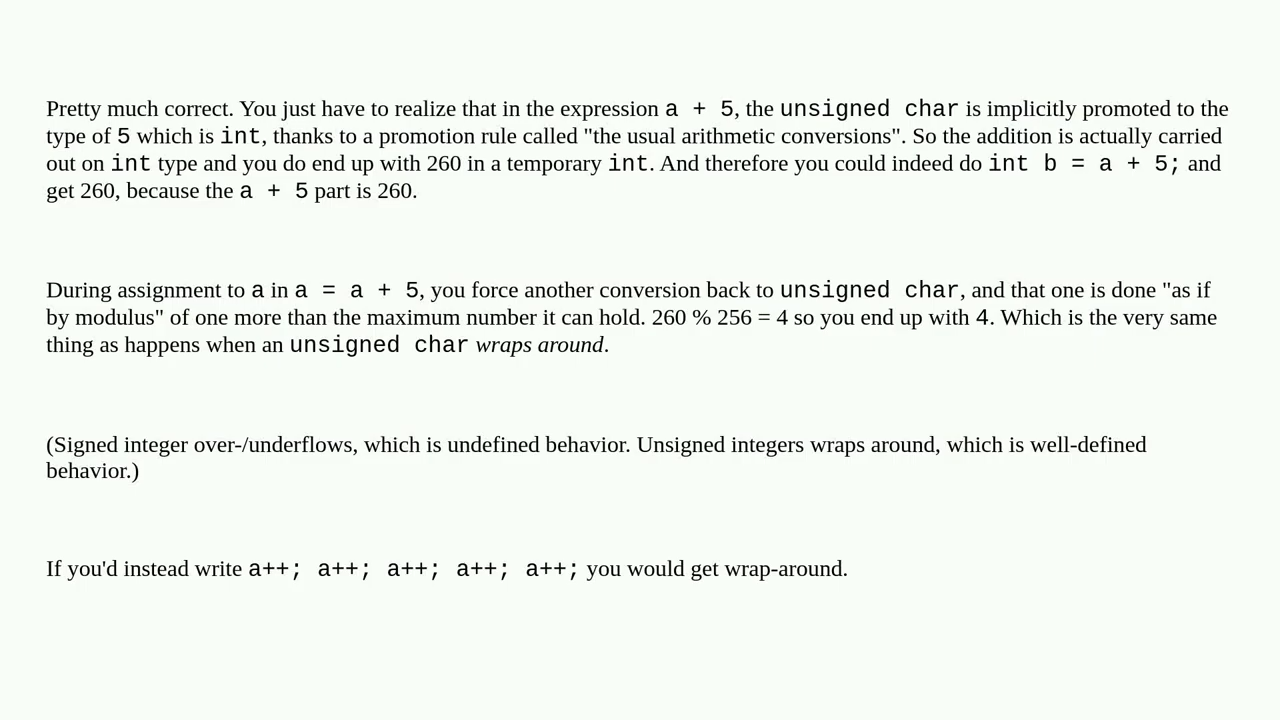 Pretty much correct. You just have to realize that in the expression a + 5, the unsigned char is implicitly promoted to the
type of 5 which is int, thanks to a promotion rule called "the usual arithmetic conversions". So the addition is actually carried
out on int type and you do end up with 260 in a temporary int. And therefore you could indeed do int b = a + 5; and
get 260, because the a + 5 part is 260.
During assignment to a in a = a + 5, you force another conversion back to unsigned char, and that one is done "as if
by modulus" of one more than the maximum number it can hold. 260 % 256 = 4 so you end up with 4. Which is the very same
thing as happens when an unsigned char wraps around.
(Signed integer over-/underflows, which is undefined behavior. Unsigned integers wraps around, which is well-defined
behavior.)
If you'd instead write a++; a++; a++; a++; a++; you would get wrap-around.